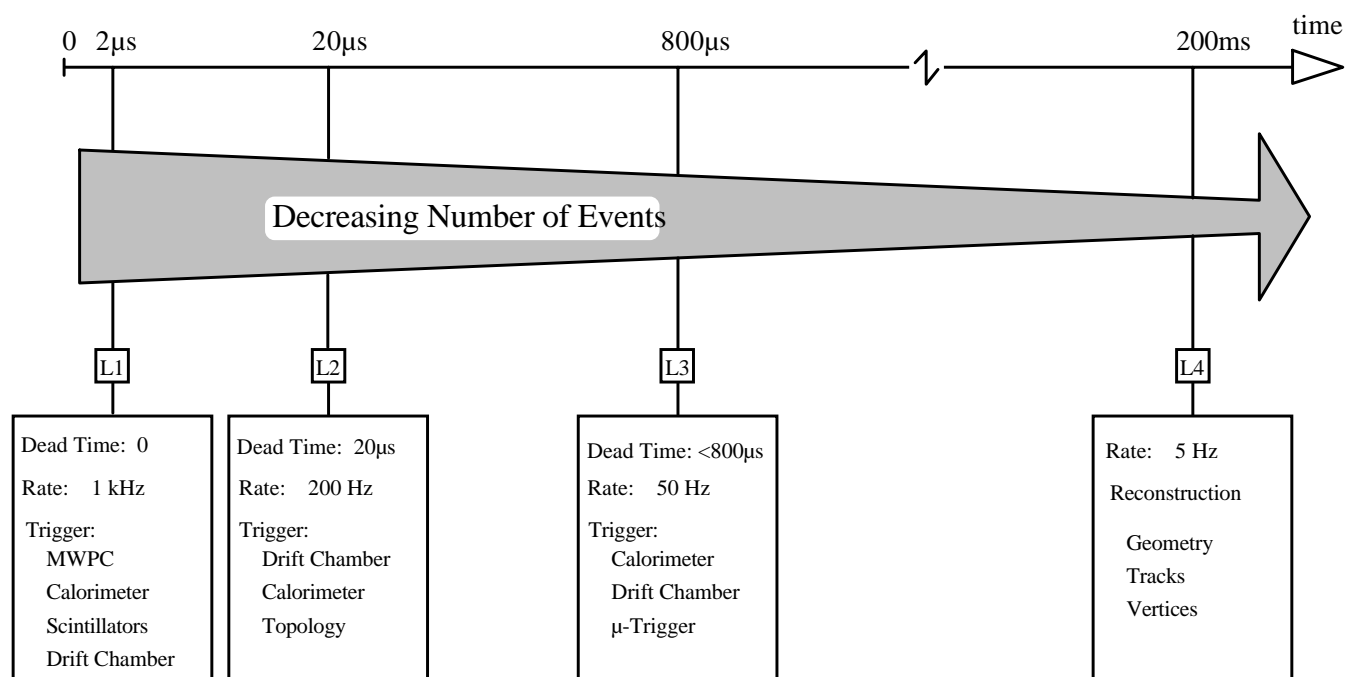 time
0 2μs 20μs 800μs 200ms
Decreasing Number of Events
L1 L2 L3 L4
Dead Time: 0
Rate: 1 kHz
Trigger:
MWPC
Calorimeter
Scintillators
Drift Chamber
Dead Time: 20μs
Rate: 200 Hz
Trigger:
Drift Chamber
Calorimeter
Topology
Dead Time: <800μs
Rate: 50 Hz
Trigger:
Calorimeter
Drift Chamber
μ-Trigger
Rate: 5 Hz
Reconstruction
Geometry
Tracks
Vertices